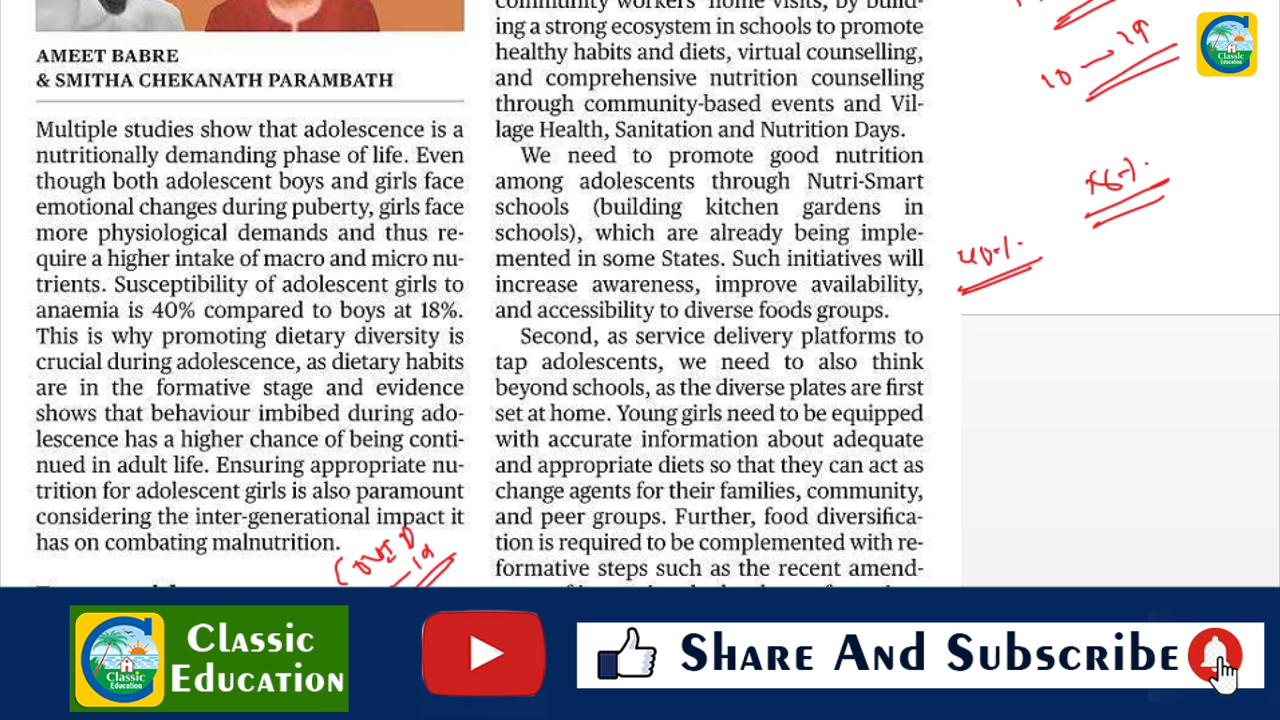 AMEET BABRE
& SMITHA CHEKANATH PARAMBATH
Multiple studies show that adolescence is a
nutritionally demanding phase of life. Even
though both adolescent boys and girls face
emotional changes during puberty, girls face
more physiological demands and thus re-
quire a higher intake of macro and micro nu-
trients. Susceptibility of adolescent girls to
anaemia is 40% compared to boys at 18%.
This is why promoting dietary diversity is
crucial during adolescence, as dietary habits
are in the formative stage and evidence
shows that behaviour imbibed during ado-
lescence has a higher chance of being conti-
nued in adult life. Ensuring appropriate nu-
trition for adolescent girls is also paramount
considering the inter-generational impact it
has on combating malnutrition.
community workers' home visits, by build-
ing a strong ecosystem in schools to promote
healthy habits and diets, virtual counselling,
and comprehensive nutrition counselling
through community-based events and Vil-
lage Health, Sanitation and Nutrition Days.
We need to promote good nutrition
among adolescents through Nutri-Smart
schools (building kitchen gardens in
schools), which are already being imple-
mented in some States. Such initiatives will
increase awareness, improve availability,
and accessibility to diverse foods groups.
Second, as service delivery platforms to
tap adolescents, we need to also think
beyond schools, as the diverse plates are first
set at home. Young girls need to be equipped
with accurate information about adequate
and appropriate diets so that they can act as
change agents for their families, community,
and peer groups. Further, food diversifica-
tion is required to be complemented with re-
formative steps such as the recent amend-
10 — 19
40%.
Classic
Education
Classic
Education
Classic
Education
Share And Subscribe